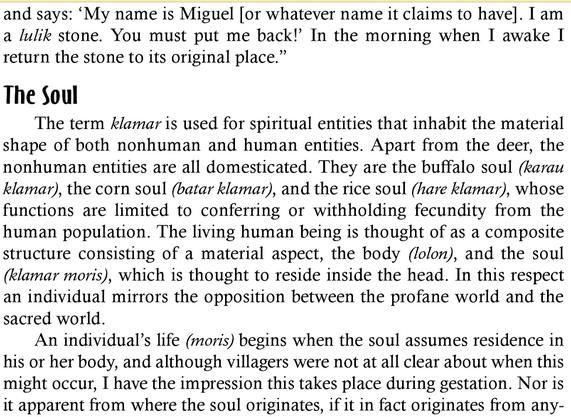 and says: ‘My name is Miguel [or whatever name it claims to have]. I am
a lulik stone. You must put me back!’ In the morning when I awake I
return the stone to its original place.”
The Soul
The term klamar is used for spiritual entities that inhabit the material
shape of both nonhuman and human entities. Apart from the deer, the
nonhuman entities are all domesticated. They are the buffalo soul (karau
klamar), the corn soul (batar klamar), and the rice soul (hare klamar), whose
functions are limited to conferring or withholding fecundity from the
human population. The living human being is thought of as a composite
structure consisting of a material aspect, the body (lolon), and the soul
(klamar moris), which is thought to reside inside the head. In this respect
an individual mirrors the opposition between the profane world and the
sacred world.
An individual’s life (moris) begins when the soul assumes residence in
his or her body, and although villagers were not at all clear about when this
might occur, I have the impression this takes place during gestation. Nor is
it apparent from where the soul originates, if it in fact originates from any-